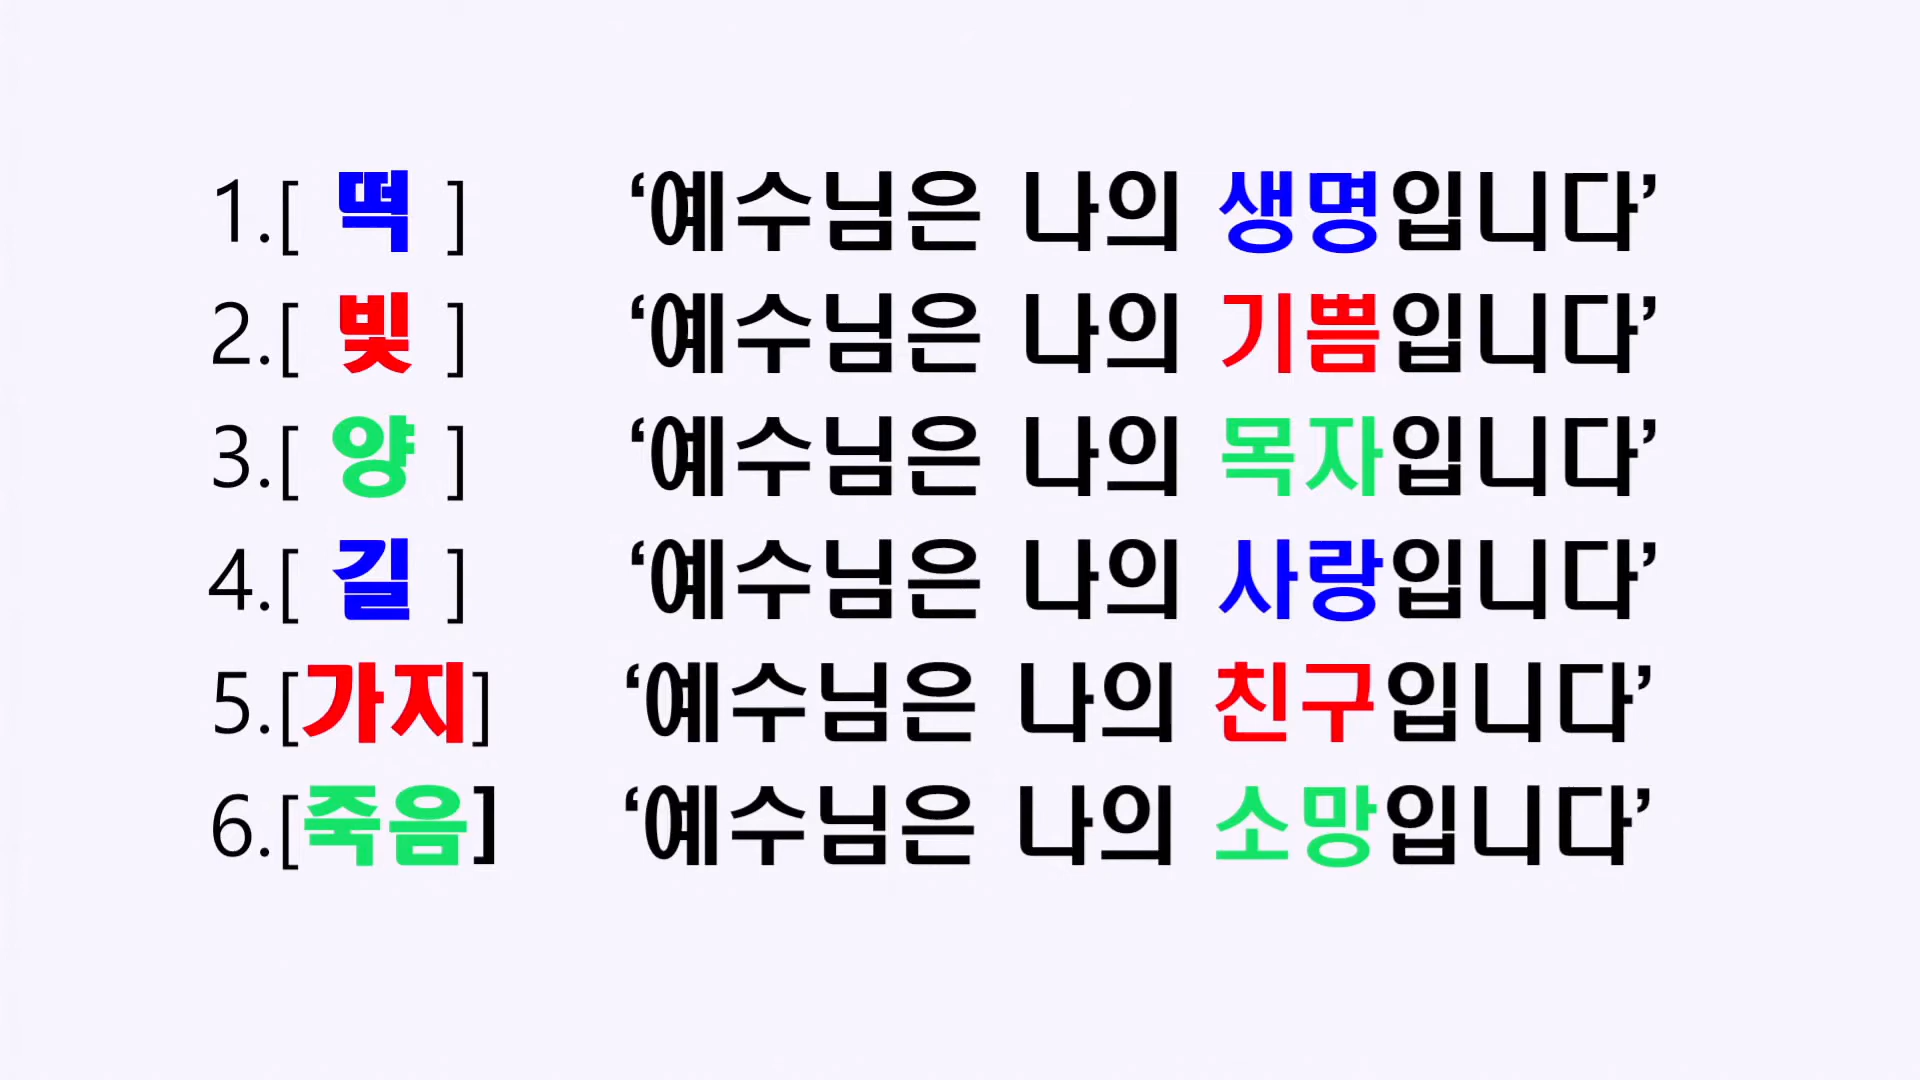 1.[ 떡 ] ‘예수님은 나의 생명입니다’
2.[ 빛 ] ‘예수님은 나의 기쁨입니다’
3.[ 양 ] ‘예수님은 나의 목자입니다’
4.[ 길 ] ‘예수님은 나의 사랑입니다’
5.[가지] ‘예수님은 나의 친구입니다’
6.[죽음] ‘예수님은 나의 소망입니다’